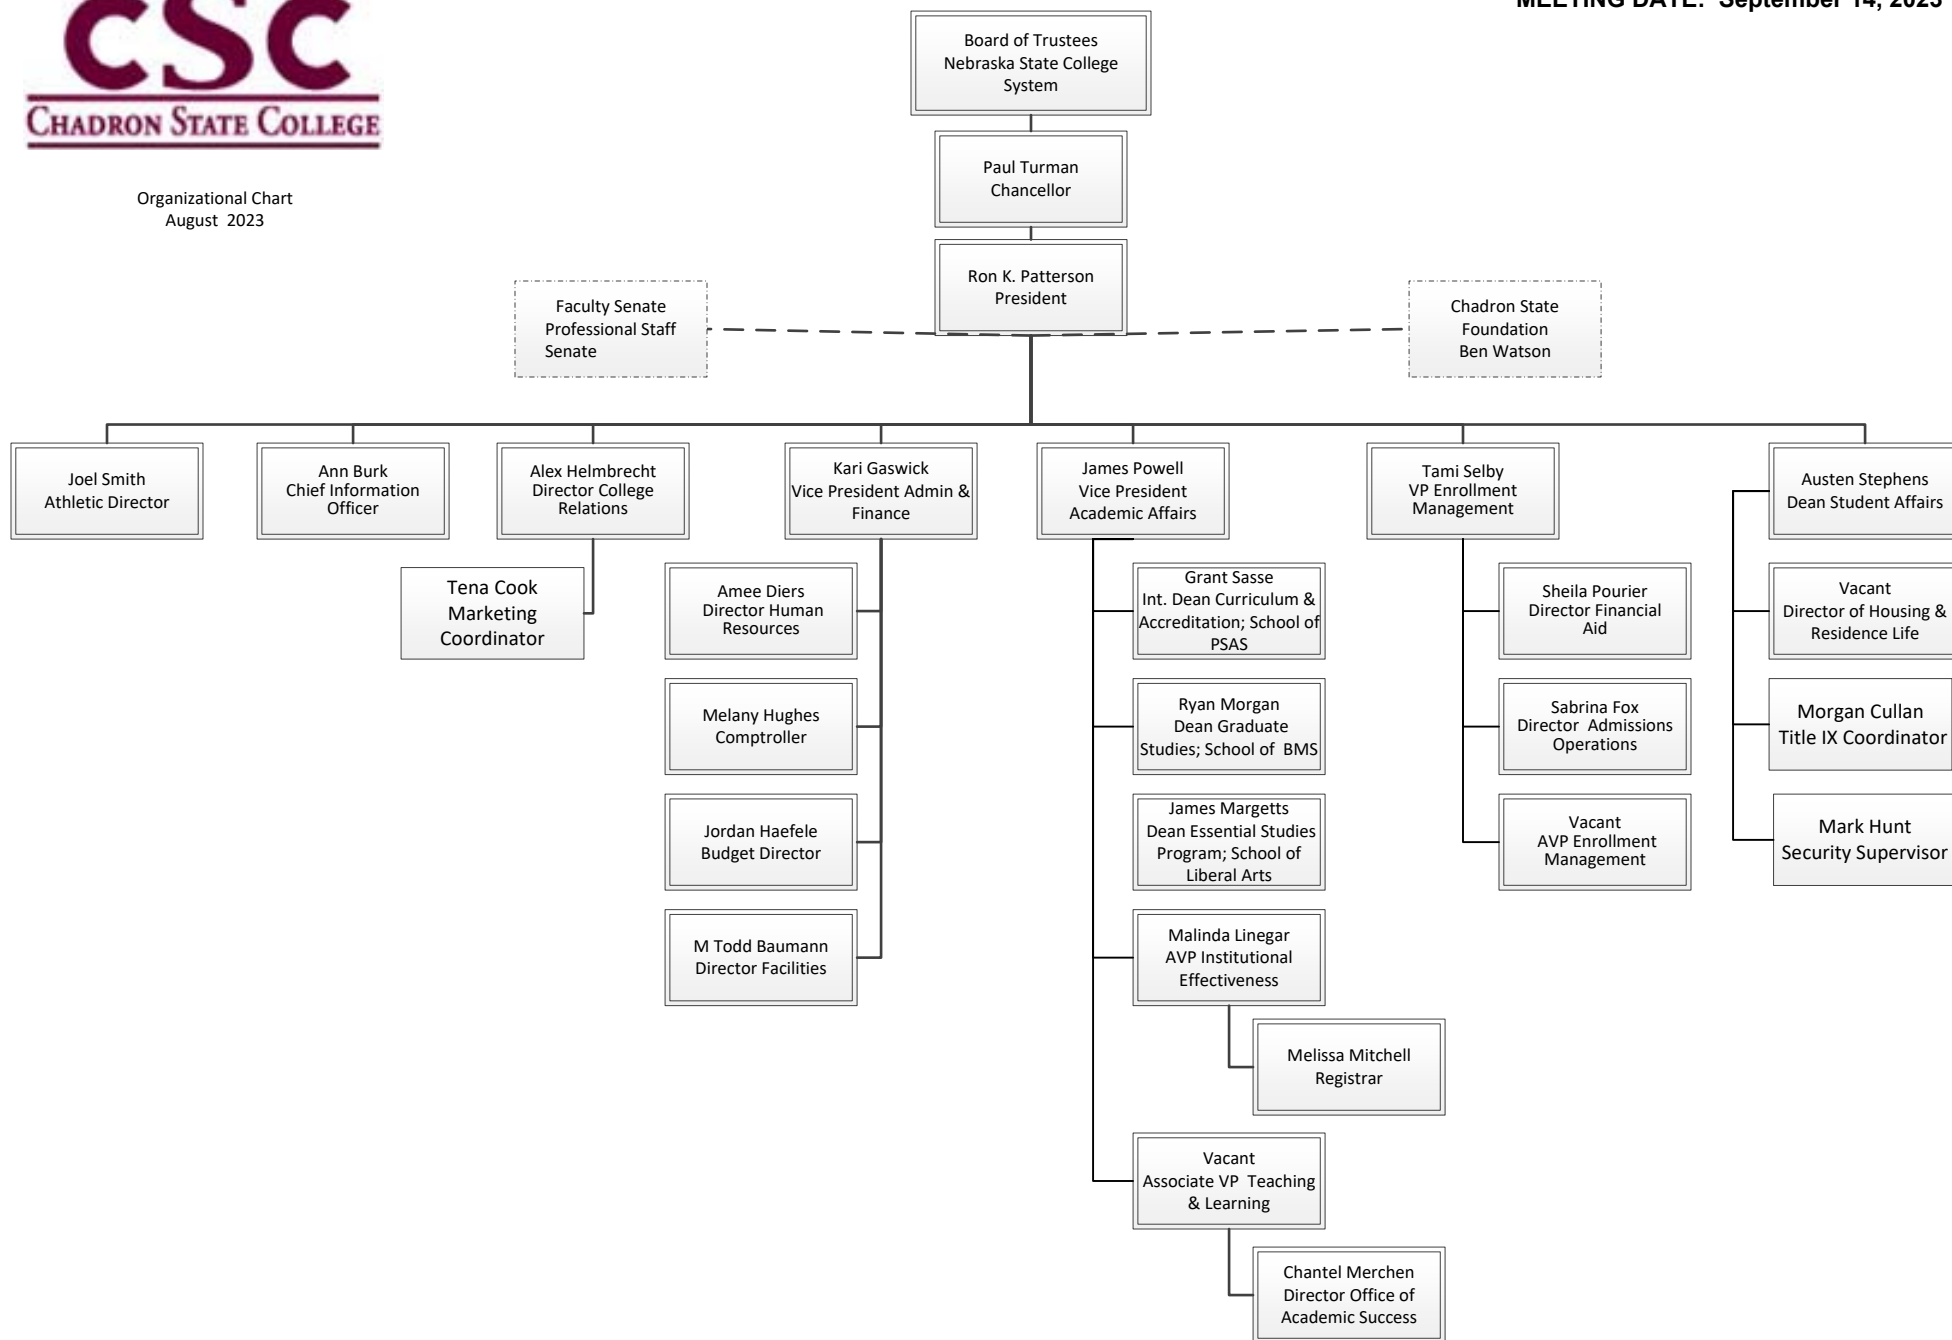 MEETING DATE: September 14, 2023
CSC
CHADRON STATE COLLEGE
Organizational Chart
August 2023
Board of Trustees
Nebraska State College
System
Paul Turman
Chancellor
Ron K. Patterson
President
Faculty Senate
Professional Staff
Senate
Chadron State
Foundation
Ben Watson
Joel Smith
Athletic Director
Ann Burk
Chief Information
Officer
Alex Helmbrecht
Director College
Relations
Kari Gaswick
Vice President Admin &
Finance
James Powell
Vice President
Academic Affairs
Tami Selby
VP Enrollment
Management
Austen Stephens
Dean Student Affairs
Tena Cook
Marketing
Coordinator
Amee Diers
Director Human
Resources
Melany Hughes
Comptroller
Jordan Haefele
Budget Director
M Todd Baumann
Director Facilities
Grant Sasse
Int. Dean Curriculum &
Accreditation; School of
PSAS
Ryan Morgan
Dean Graduate
Studies; School of BMS
James Margetts
Dean Essential Studies
Program; School of
Liberal Arts
Malinda Linegar
AVP Institutional
Effectiveness
Melissa Mitchell
Registrar
Vacant
Associate VP Teaching
& Learning
Chantel Merchen
Director Office of
Academic Success
Sheila Pourier
Director Financial
Aid
Sabrina Fox
Director Admissions
Operations
Vacant
AVP Enrollment
Management
Vacant
Director of Housing &
Residence Life
Morgan Cullan
Title IX Coordinator
Mark Hunt
Security Supervisor